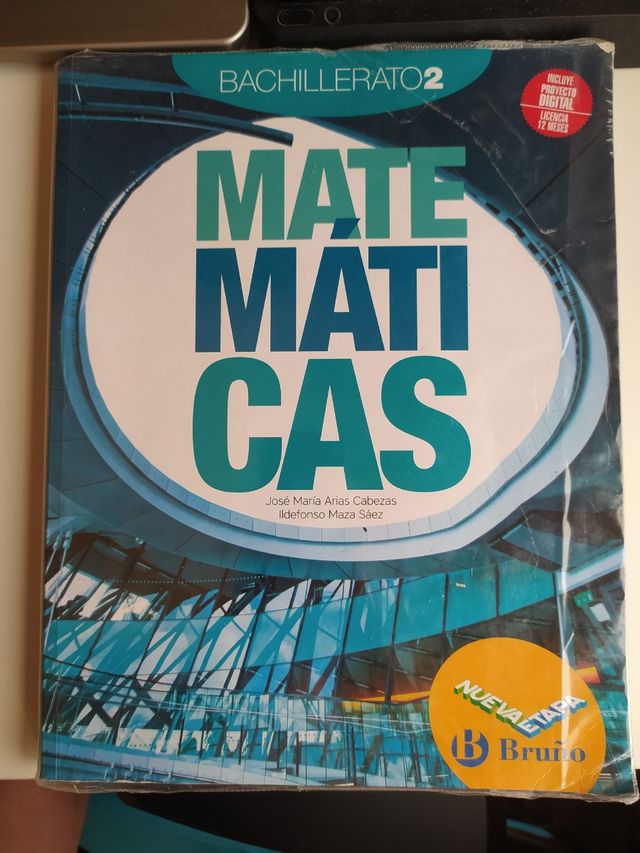 BACHILLERATO2
INCLUYE
PROYECTO
DIGITAL
LICENCIA
12 MESES
MATE
MÁTI
CAS
José María Arias Cabezas
Ildefonso Maza Sáez
NUEVA ETAPA
B Bruño